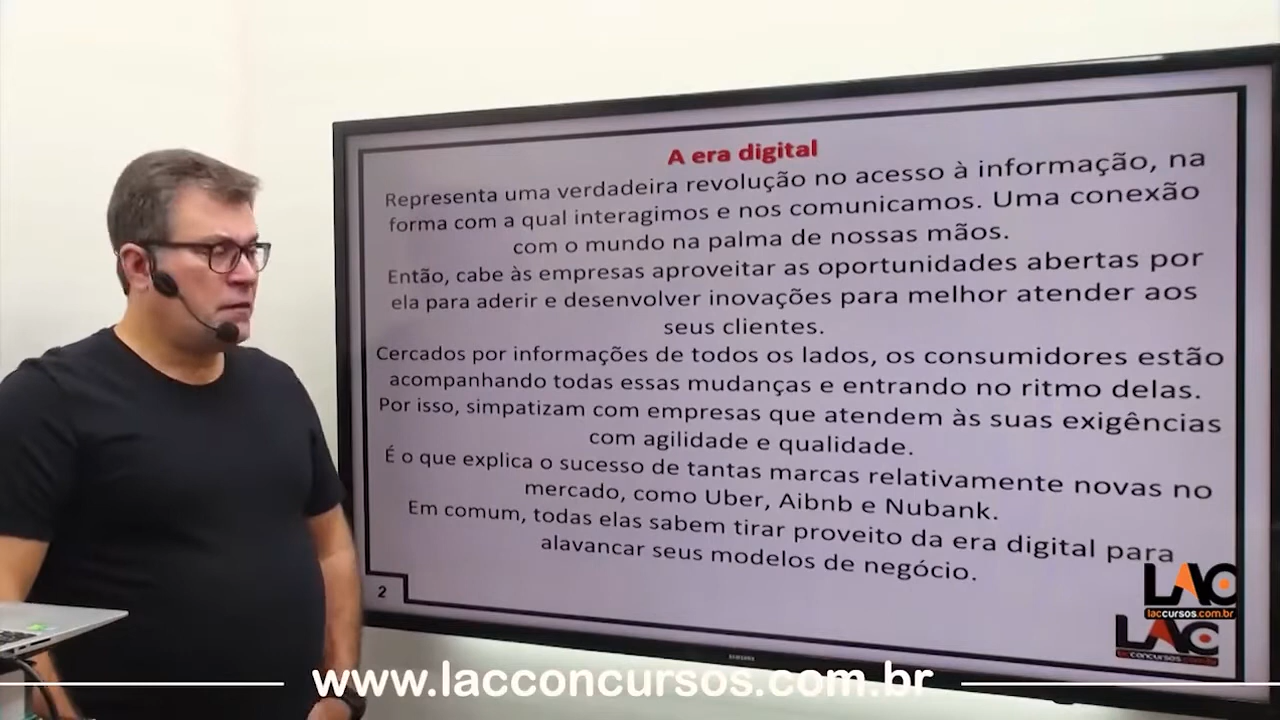 A era digital
Representa uma verdadeira revolução no acesso à informação, na
forma com a qual interagimos e nos comunicamos. Uma conexão
com o mundo na palma de nossas mãos.
Então, cabe às empresas aproveitar as oportunidades abertas por
ela para aderir e desenvolver inovações para melhor atender aos
seus clientes.
Cercados por informações de todos os lados, os consumidores estão
acompanhando todas essas mudanças e entrando no ritmo delas.
Por isso, simpatizam com empresas que atendem às suas exigências
com agilidade e qualidade.
É o que explica o sucesso de tantas marcas relativamente novas no
mercado, como Uber, Aibnb e Nubank.
Em comum, todas elas sabem tirar proveito da era digital para
alavancar seus modelos de negócio.
2
LAC
laccursos.com.br
LAC
lacconcursos.com.br
SAMSUNG
www.lacconcursos.com.br